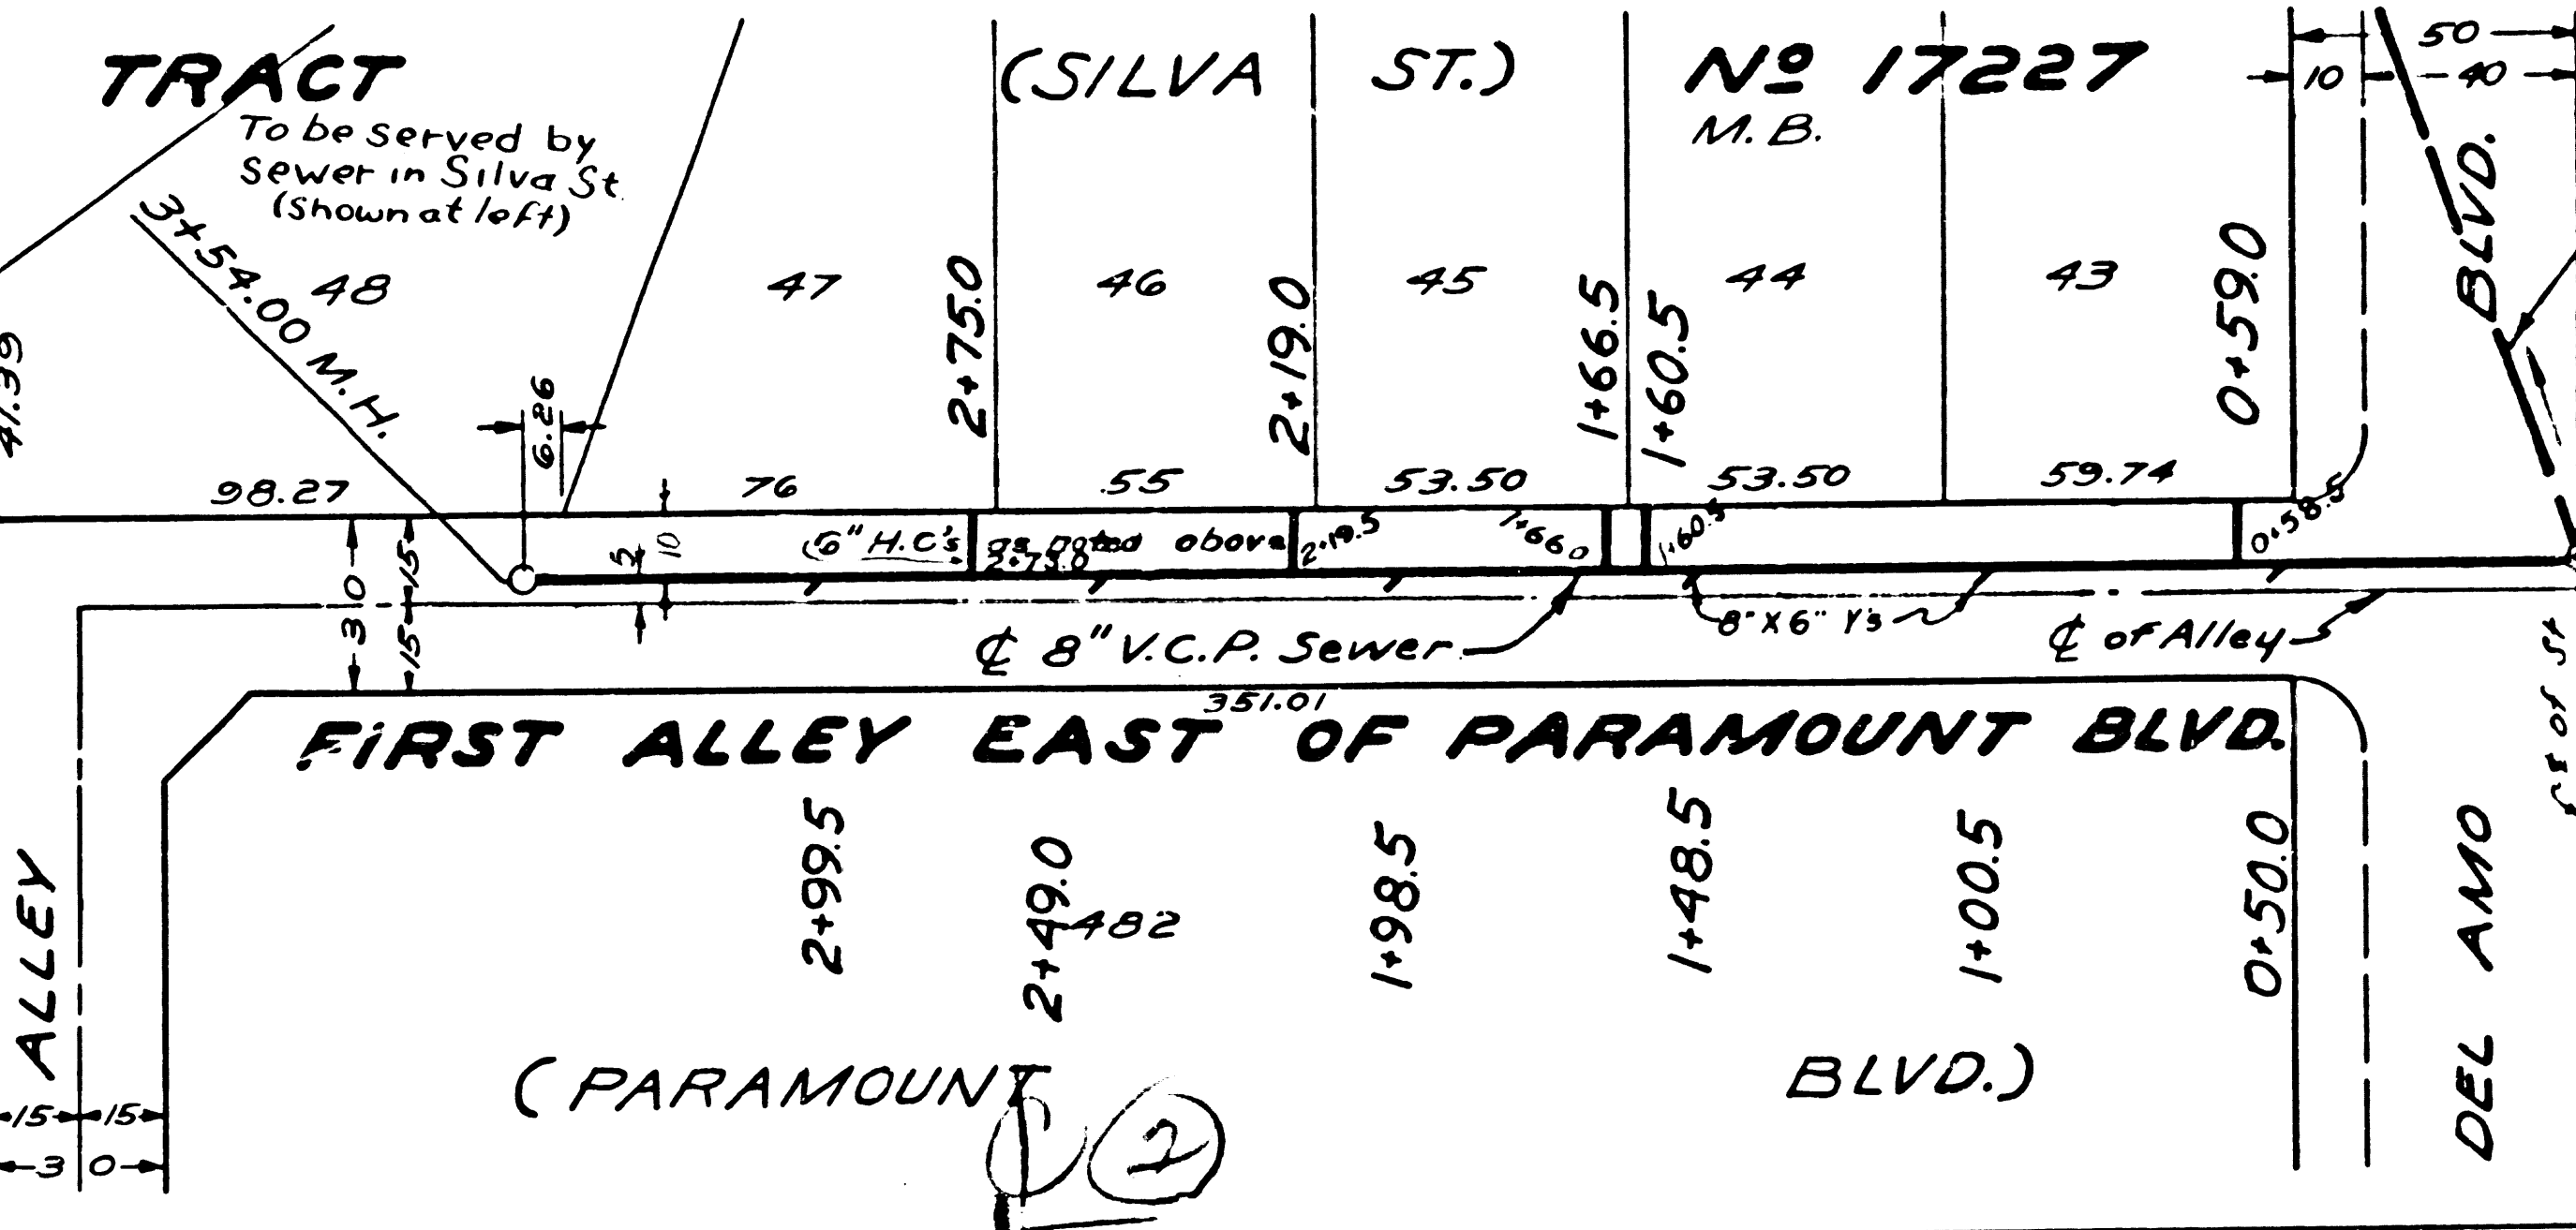 TRACT (SILVA ST.) Nº 17227
M. B.
To be served by
sewer in Silva St.
(shown at left)
50
10 40
BLVD.
3+54.00 M.H.
48 47 46 45 44 43
2+75.0 2+19.0 1+66.5 1+60.5 0+59.0
41.39
6.26
98.27 76 55 53.50 53.50 59.74
30 15 15
5 10
(6" H.C's as noted above
2+75.0 2+19.5 1+66.0 1+60.5 0+58.5
℄ 8" V.C.P. Sewer
8" X 6" Y's
℄ of Alley
℄ of St
351.01
FIRST ALLEY EAST OF PARAMOUNT BLVD.
2+99.5 2+49.0 1+98.5 1+48.5 1+00.5 0+50.0
482
ALLEY
DEL AMO
(PARAMOUNT BLVD.)
15 15
30
2